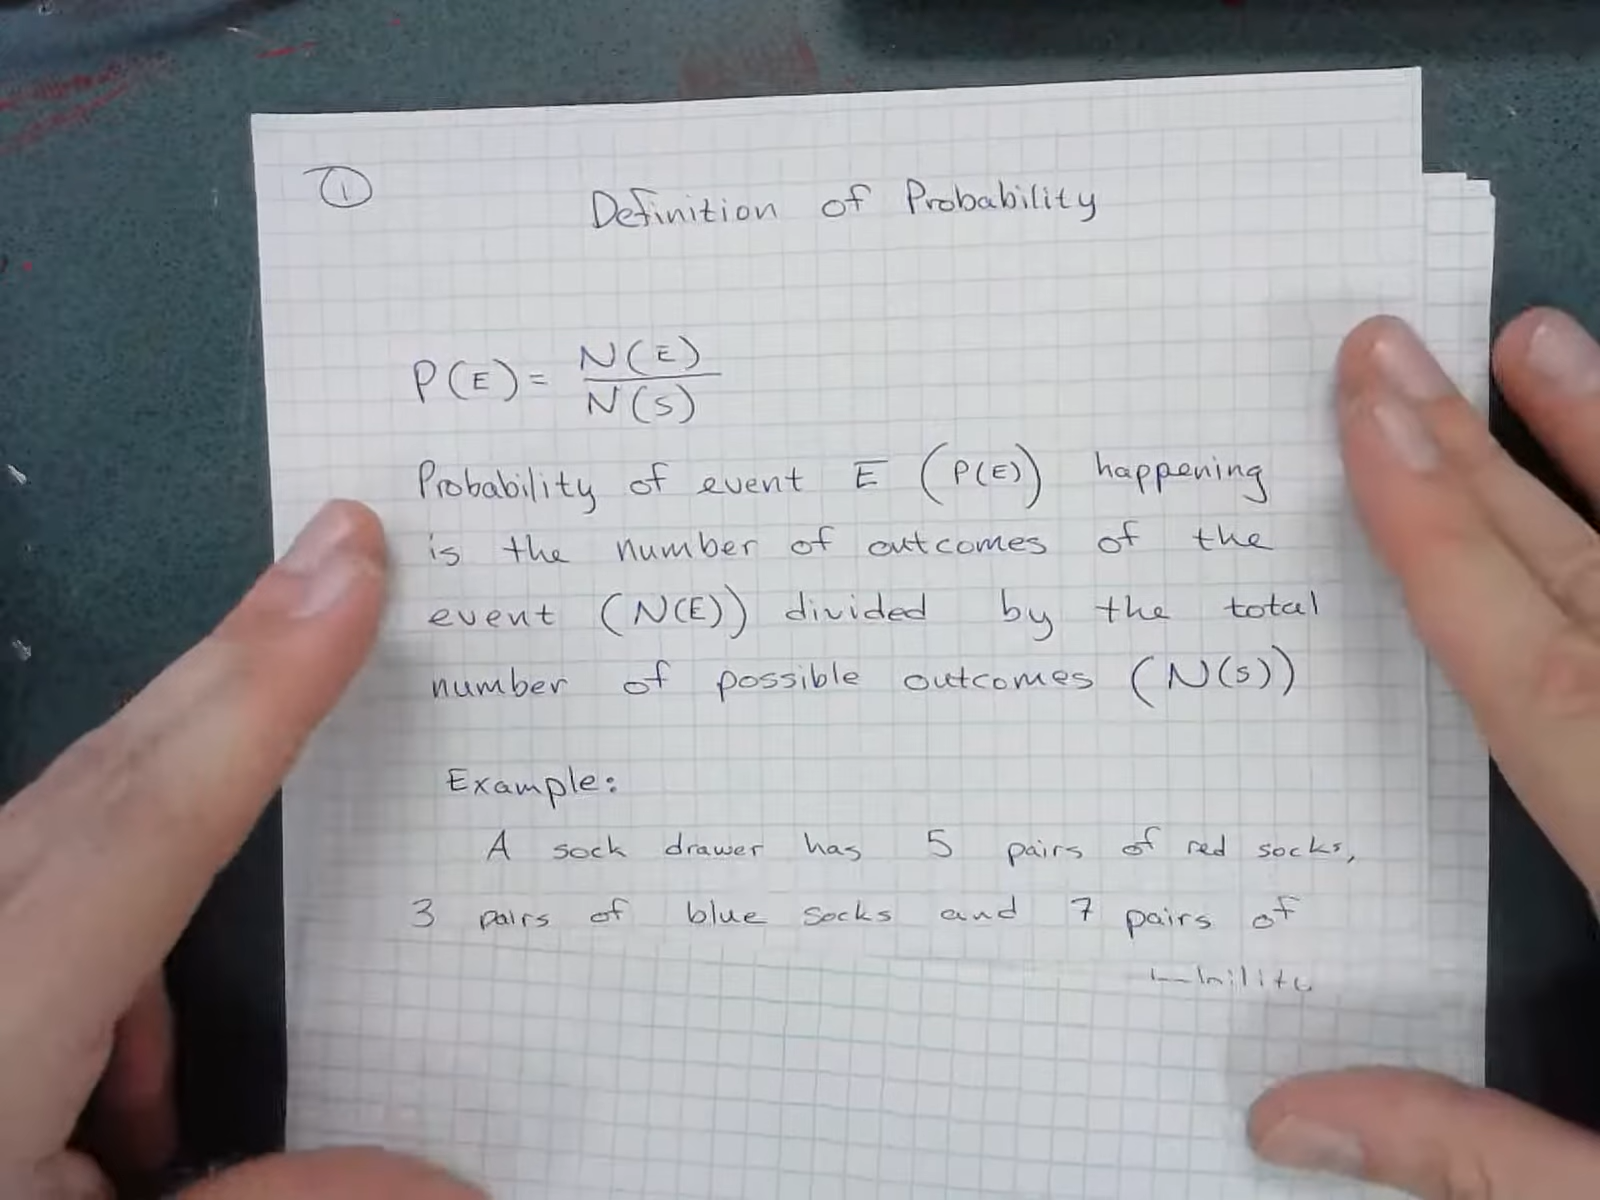 1
Definition of Probability
P(E) = N(E) / N(S)
Probability of event E (P(E)) happening
is the number of outcomes of the
event (N(E)) divided by the total
number of possible outcomes (N(S))
Example:
A sock drawer has 5 pairs of red socks,
3 pairs of blue socks and 7 pairs of